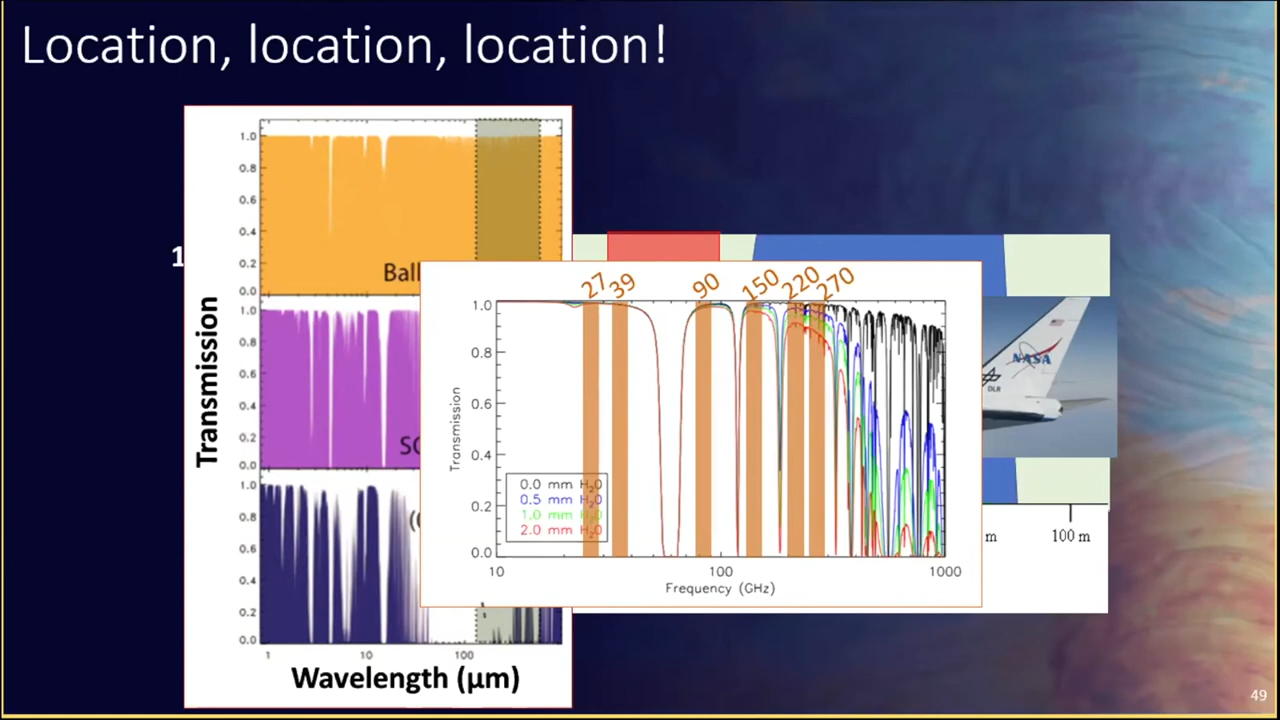 Location, location, location!
1
Transmission
1.0
0.8
0.6
0.4
0.2
0.0
Ball
1.0
0.8
0.6
0.4
0.2
0.0
SO
1.0
0.8
0.6
0.4
0.2
0.0
1 10 100
Wavelength (μm)
27 39 90 150 220 270
Transmission
1.0
0.8
0.6
0.4
0.2
0.0
0.0 mm H2O
0.5 mm H2O
1.0 mm H2O
2.0 mm H2O
10 100 1000
Frequency (GHz)
NASA
DLR
m 100 m
49